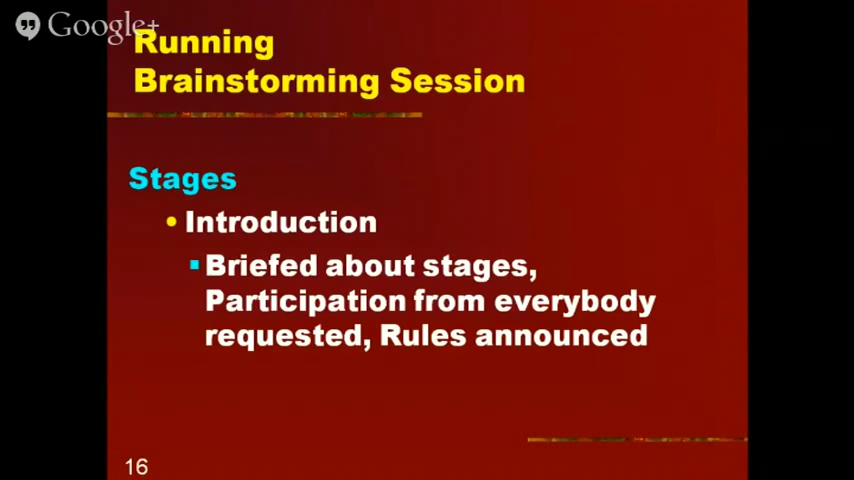 Google+
Running
Brainstorming Session
Stages
• Introduction
▪ Briefed about stages,
Participation from everybody
requested, Rules announced
16